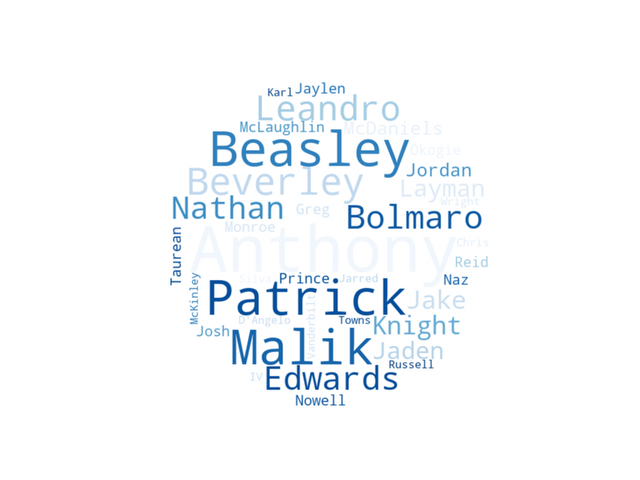 Karl Jaylen
Leandro
McLaughlin McDaniels
Beasley Okogie
Jordan
Beverley Layman
Wright
Nathan Greg Bolmaro
Monroe
Anthony Chris
Taurean
Reid
Silva Prince Jarred Naz
McKinley
Patrick Jake
Vanderbilt
D'Angelo Towns Knight
Josh
Malik Jaden
Russell
IV Edwards
Nowell